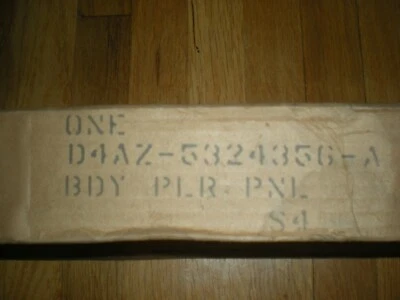 ONE
D4AZ-5324356-A
BDY PLR PNL
S4